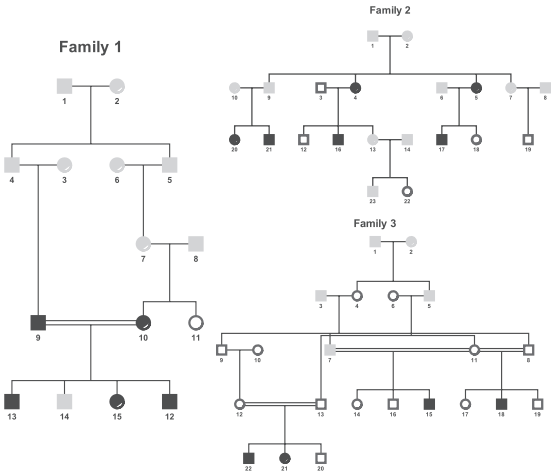 Family 1
1 2
4 3 6 5
7 8
9 10 11
13 14 15 12
Family 2
1 2
10 9 3 4 6 5 7 8
20 21 12 16 13 14 17 18 19
23 22
Family 3
1 2
3 4 6 5
9 10 7 11 8
12 13 14 16 15 17 18 19
22 21 20